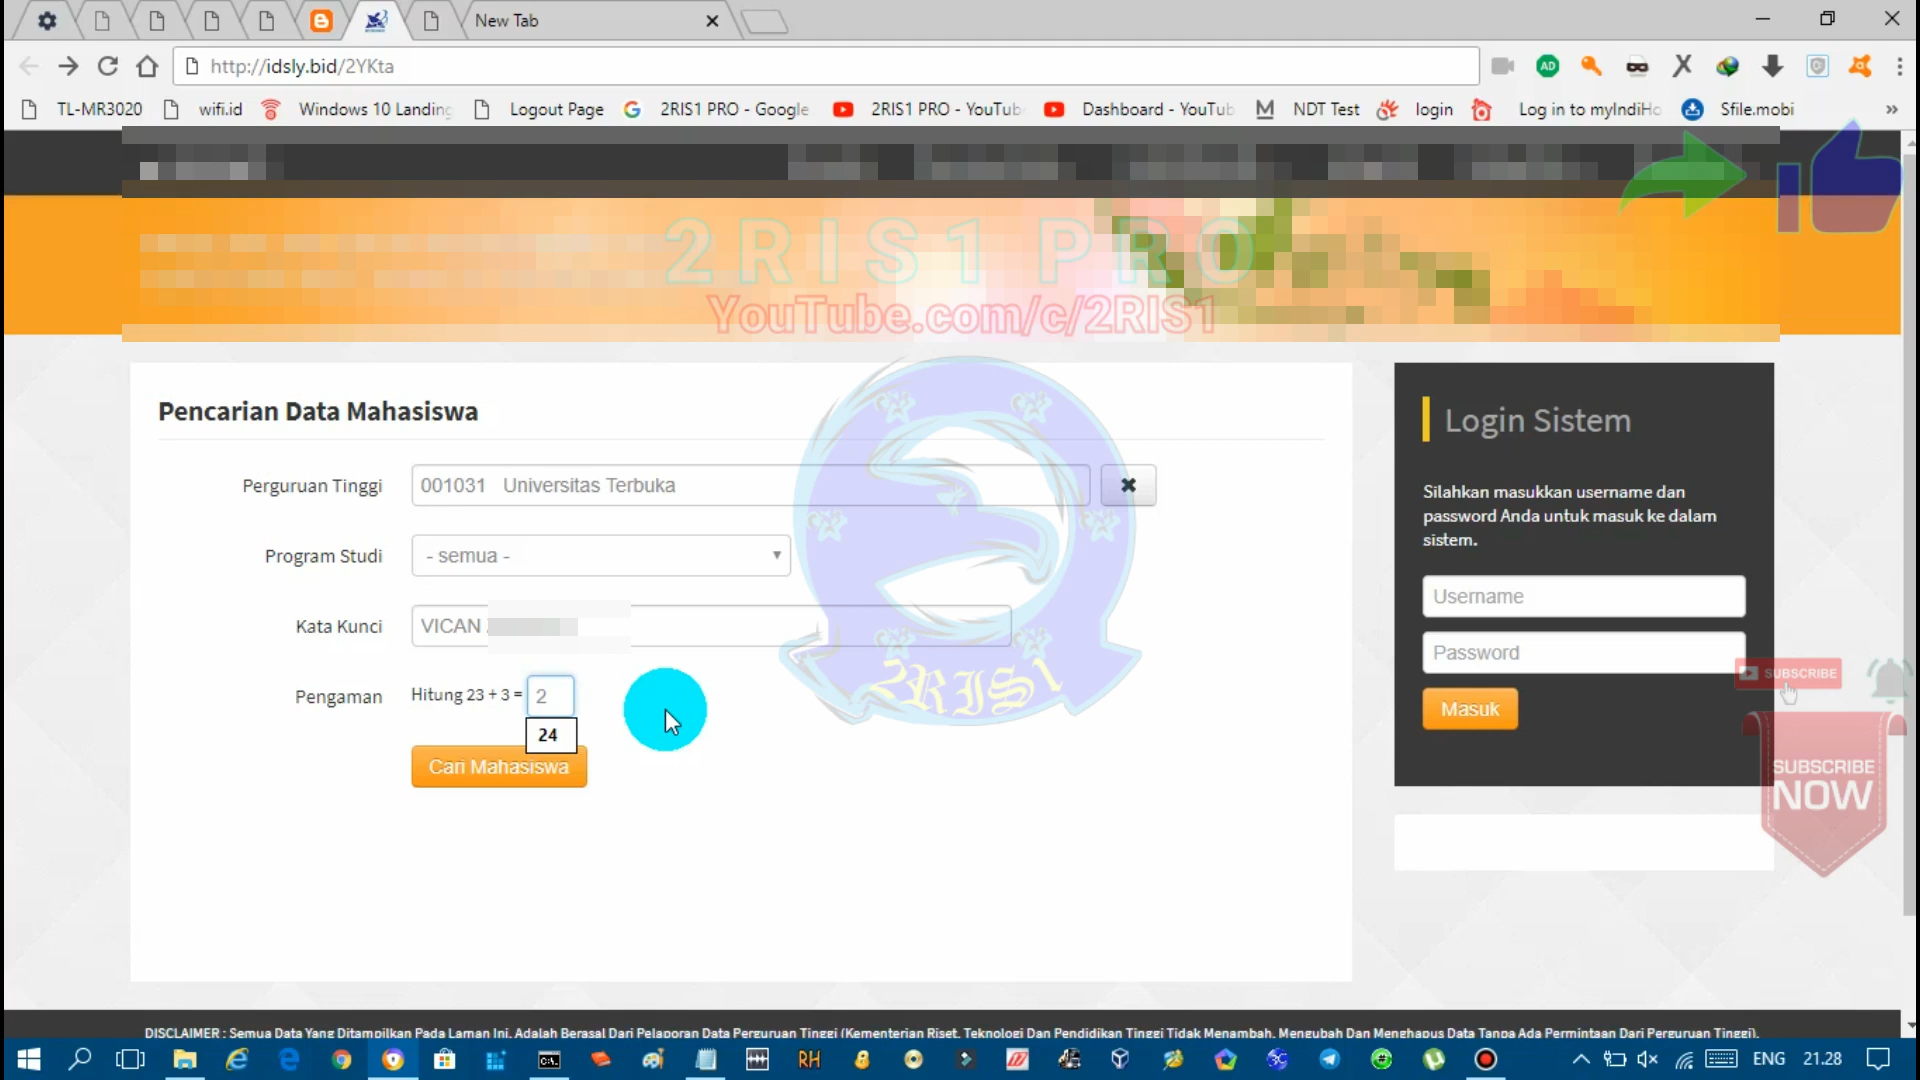 New Tab
http://idsly.bid/2YKta
AD
TL-MR3020 wifi.id Windows 10 Landing Logout Page 2RIS1 PRO - Google 2RIS1 PRO - YouTub Dashboard - YouTub NDT Test login Log in to myIndiHo Sfile.mobi »
2RIS1 PRO
YouTube.com/c/2RIS1
Pencarian Data Mahasiswa
Perguruan Tinggi 001031 Universitas Terbuka
Program Studi - semua -
Kata Kunci VICAN
Pengaman Hitung 23 + 3 = 2
24
Cari Mahasiswa
2RIS1
Login Sistem
Silahkan masukkan username dan
password Anda untuk masuk ke dalam
sistem.
Username
Password
Masuk
SUBSCRIBE
SUBSCRIBE
NOW
DISCLAIMER : Semua Data Yang Ditampilkan Pada Laman Ini, Adalah Berasal Dari Pelaporan Data Perguruan Tinggi (Kementerian Riset, Teknologi Dan Pendidikan Tinggi Tidak Menambah, Mengubah Dan Menghapus Data Tanpa Ada Permintaan Dari Perguruan Tinggi).
RH
ENG 21.28